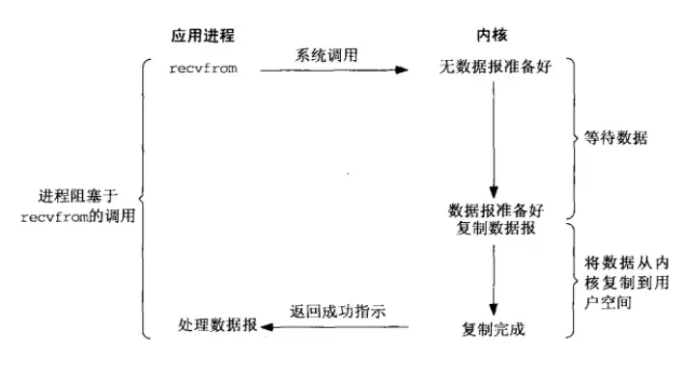 应用进程
内核
recvfrom
系统调用
无数据报准备好
等待数据
进程阻塞于
recvfrom的调用
数据报准备好
复制数据报
将数据从内
核复制到用
户空间
处理数据报
返回成功指示
复制完成